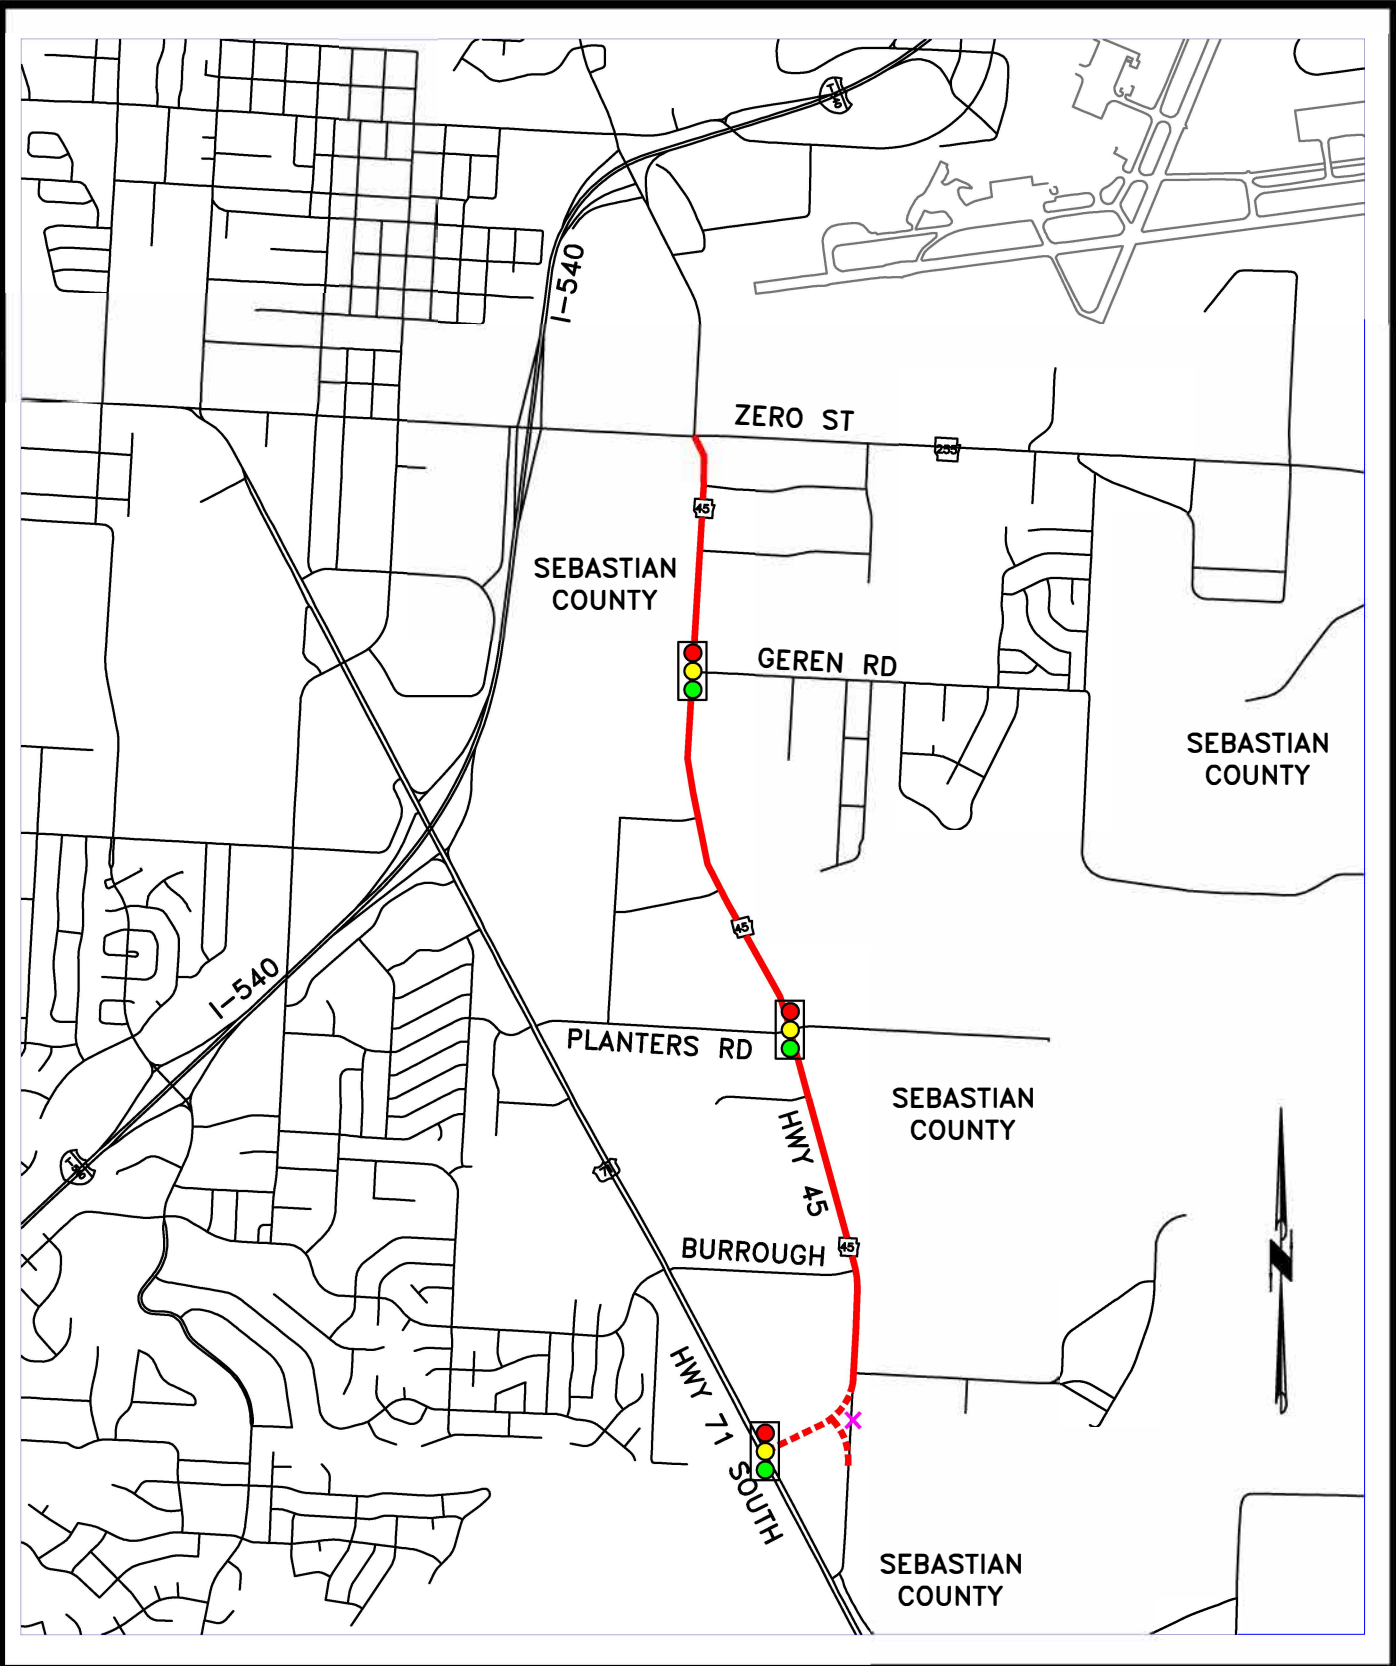 I-540
ZERO ST
255
45
SEBASTIAN
COUNTY
GEREN RD
SEBASTIAN
COUNTY
45
I-540
PLANTERS RD
SEBASTIAN
COUNTY
HWY 45
71
45
BURROUGH
HWY 71 SOUTH
SEBASTIAN
COUNTY
N